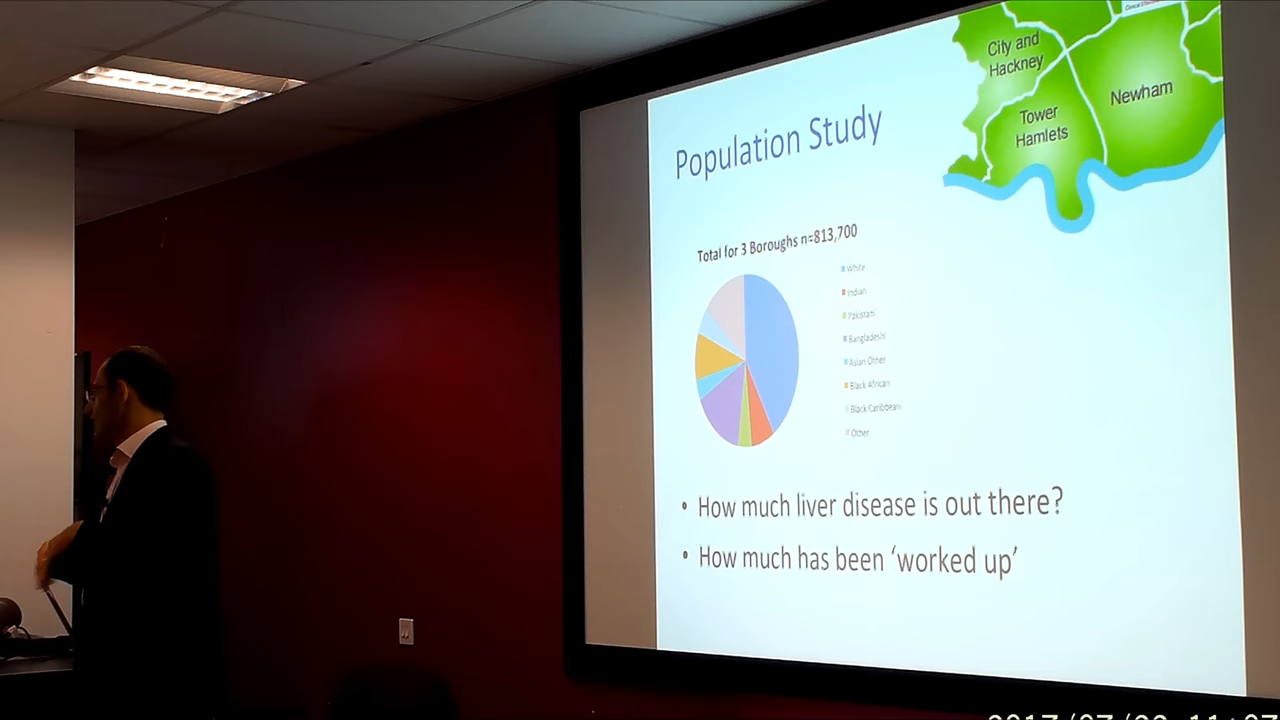 City and
Hackney
Tower
Hamlets
Newham
Population Study
Total for 3 Boroughs n=813,700
White
Indian
Pakistani
Bangladeshi
Asian Other
Black African
Black Caribbean
Other
• How much liver disease is out there?
• How much has been ‘worked up’